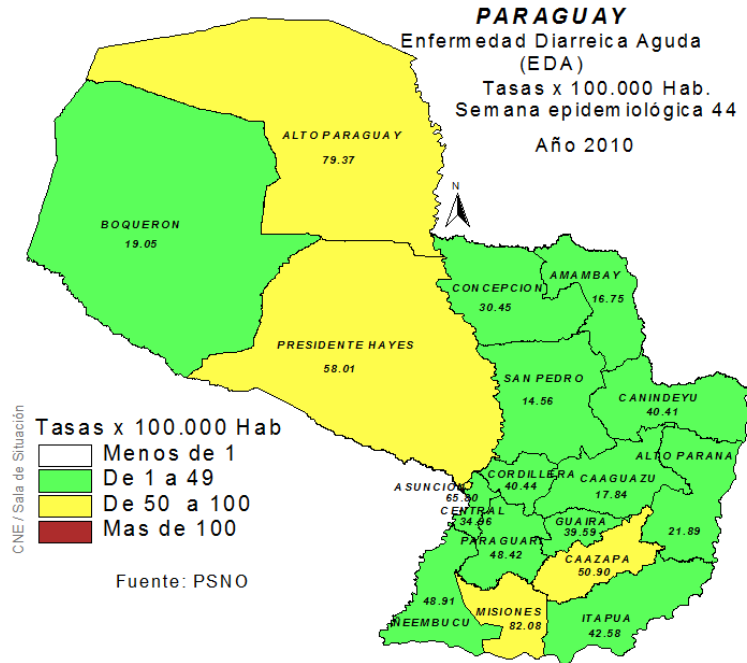 PARAGUAY
Enfermedad Diarreica Aguda
(EDA)
Tasas x 100.000 Hab.
Semana epidemiológica 44
Año 2010
N
ALTO PARAGUAY
79.37
BOQUERON
19.05
CONCEPCION
30.45
AMAMBAY
16.75
PRESIDENTE HAYES
58.01
SAN PEDRO
14.56
CANINDEYU
40.41
ALTO PARANA
21.89
CORDILLERA
40.44
CAAGUAZU
17.84
ASUNCION
65.80
CENTRAL
34.96
GUAIRA
39.59
PARAGUARI
48.42
CAAZAPA
50.90
48.91
NEEMBUCU
MISIONES
82.08
ITAPUA
42.58
Tasas x 100.000 Hab
Menos de 1
De 1 a 49
De 50 a 100
Mas de 100
Fuente: PSNO
CNE / Sala de Situación